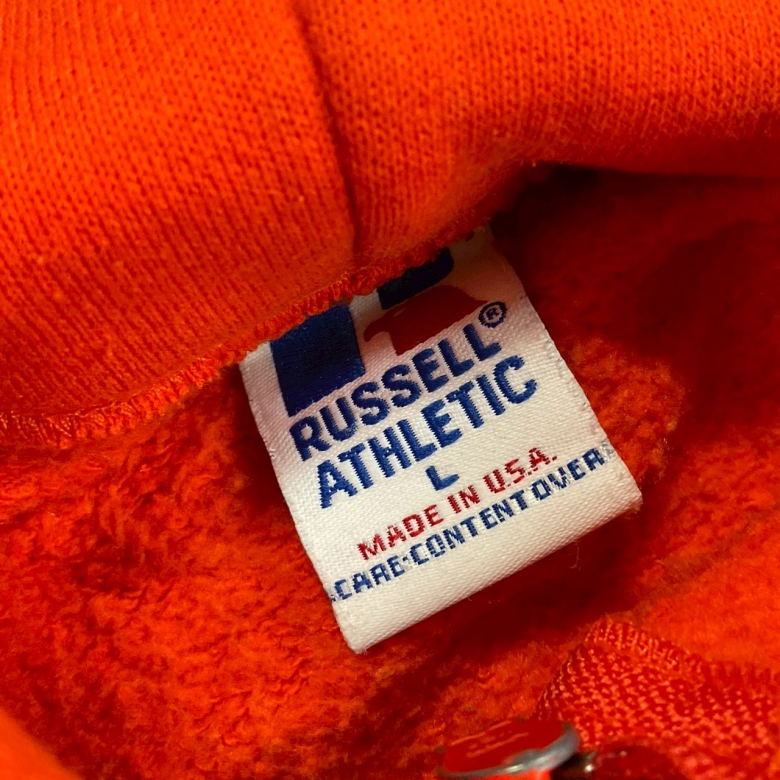 RUSSELL®
ATHLETIC
L
MADE IN U.S.A.
CARE·CONTENT OVER